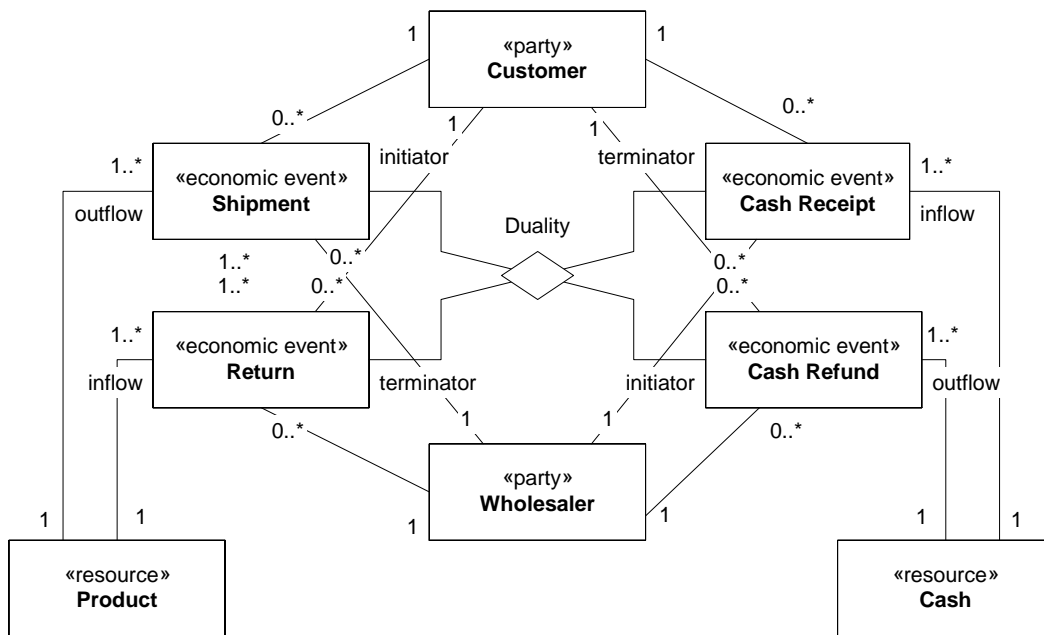 1
1
«party»
Customer
0..*
1
1
0..*
1..*
initiator
terminator
1..*
«economic event»
Shipment
«economic event»
Cash Receipt
outflow
inflow
Duality
1..*
0..*
0..*
1..*
0..*
0..*
1..*
«economic event»
Return
«economic event»
Cash Refund
1..*
inflow
terminator
initiator
outflow
0..*
1
1
0..*
«party»
Wholesaler
1
1
1
1
1
1
«resource»
Product
«resource»
Cash